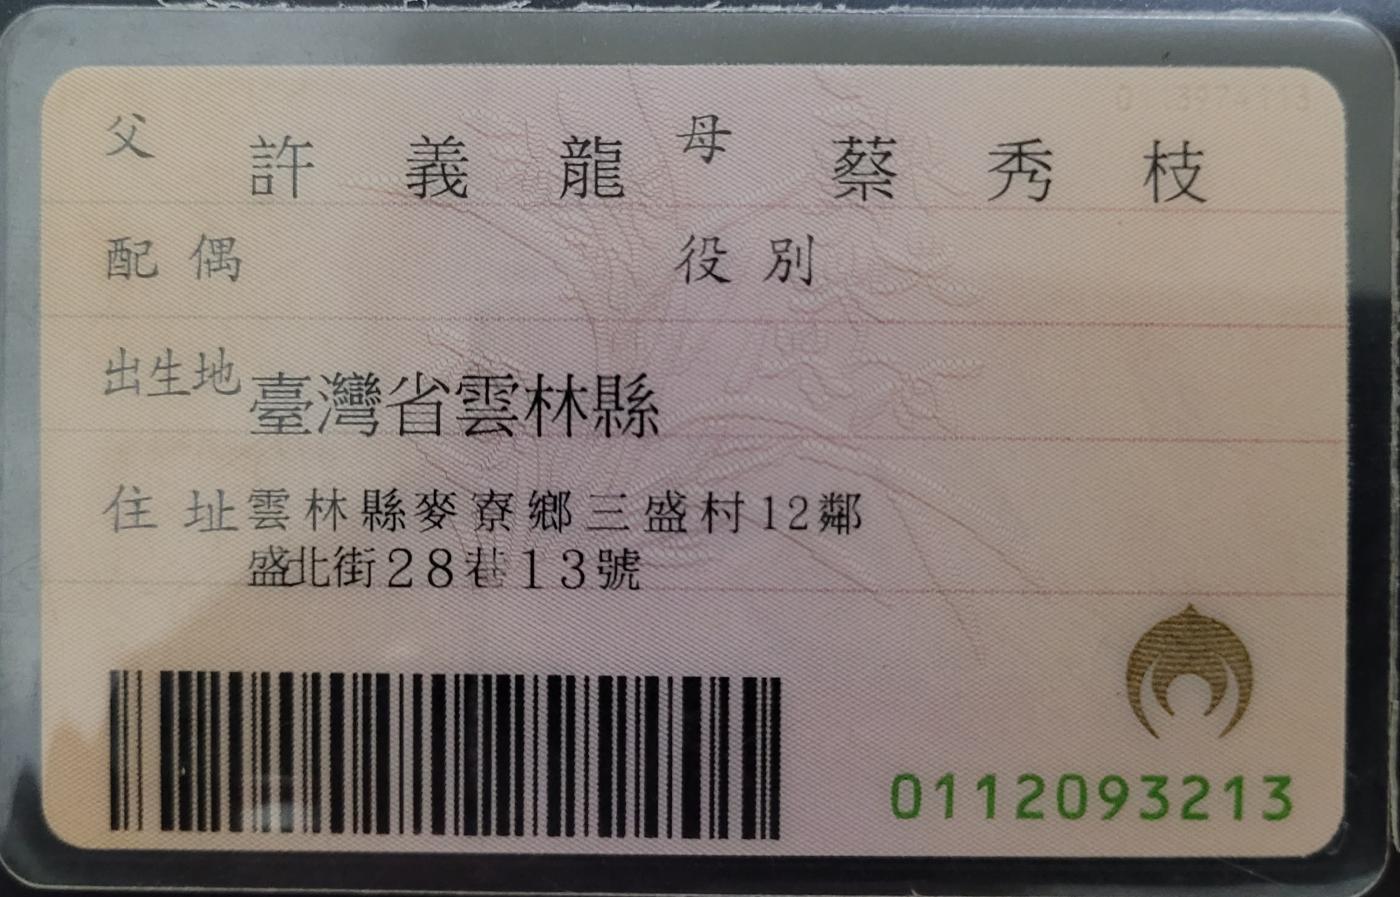 父 許義龍 母 蔡秀枝
配偶 役別
出生地 臺灣省雲林縣
住址 雲林縣麥寮鄉三盛村12鄰
盛北街28巷13號
0112093213